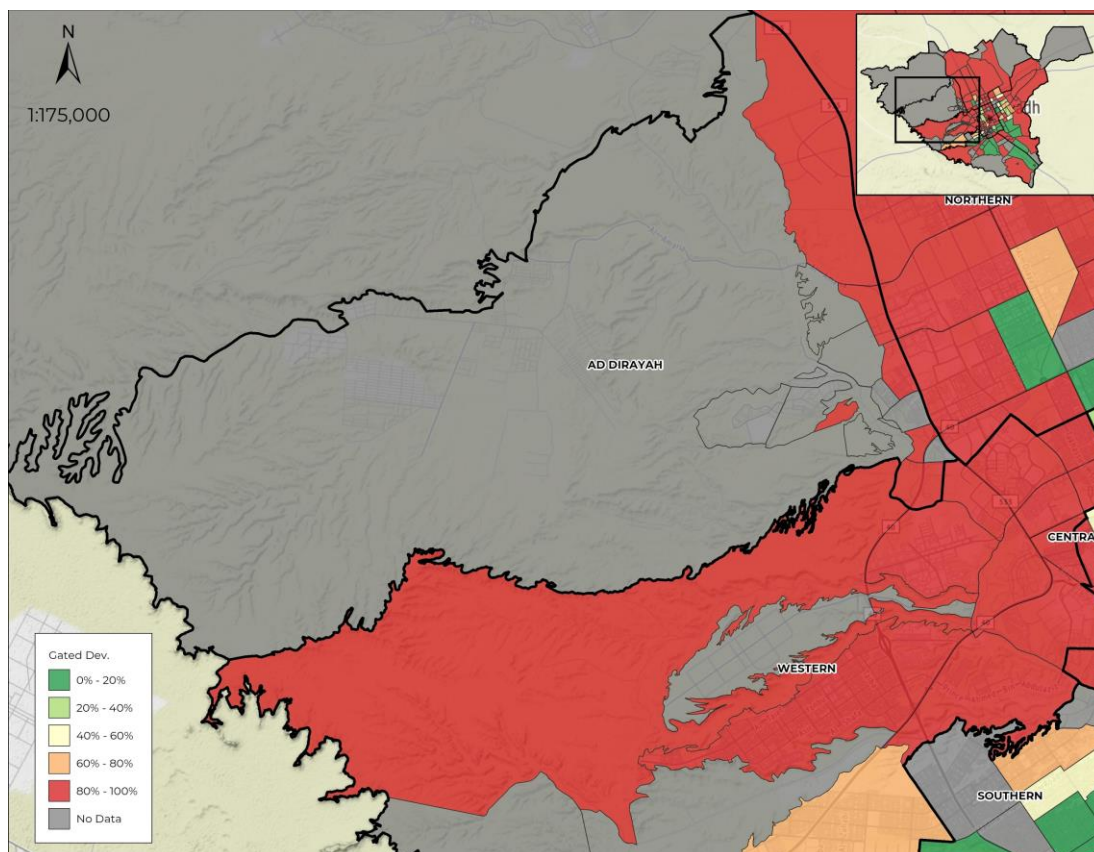 N
1:175,000
dh
NORTHERN
AD DIRAYAH
CENTRA
WESTERN
SOUTHERN
Gated Dev.
0% - 20%
20% - 40%
40% - 60%
60% - 80%
80% - 100%
No Data